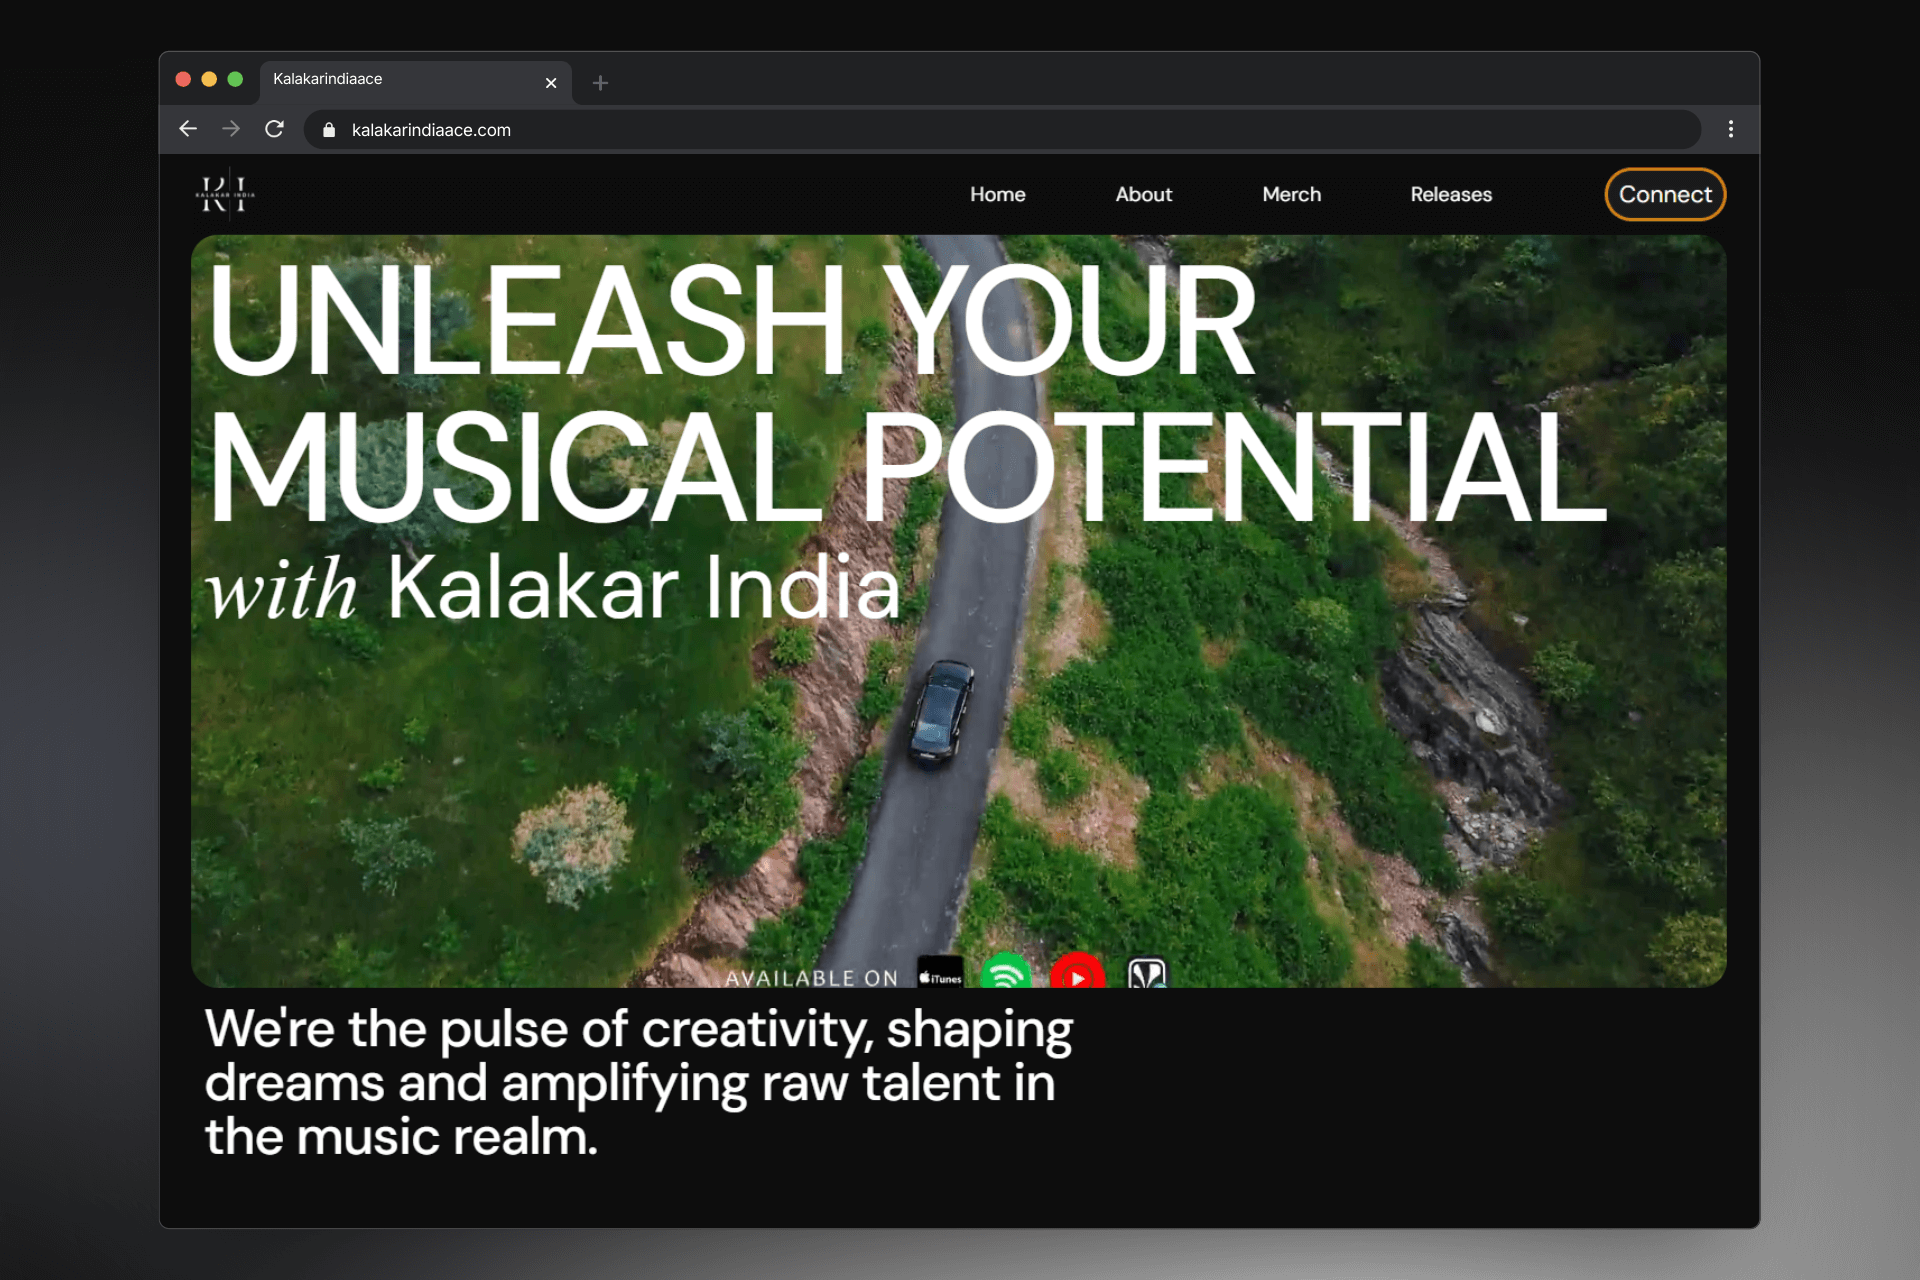 Kalakarindiaace
kalakarindiaace.com
KI
KALAKAR INDIA
Home
About
Merch
Releases
Connect
UNLEASH YOUR
MUSICAL POTENTIAL
with Kalakar India
AVAILABLE ON
iTunes
We're the pulse of creativity, shaping
dreams and amplifying raw talent in
the music realm.